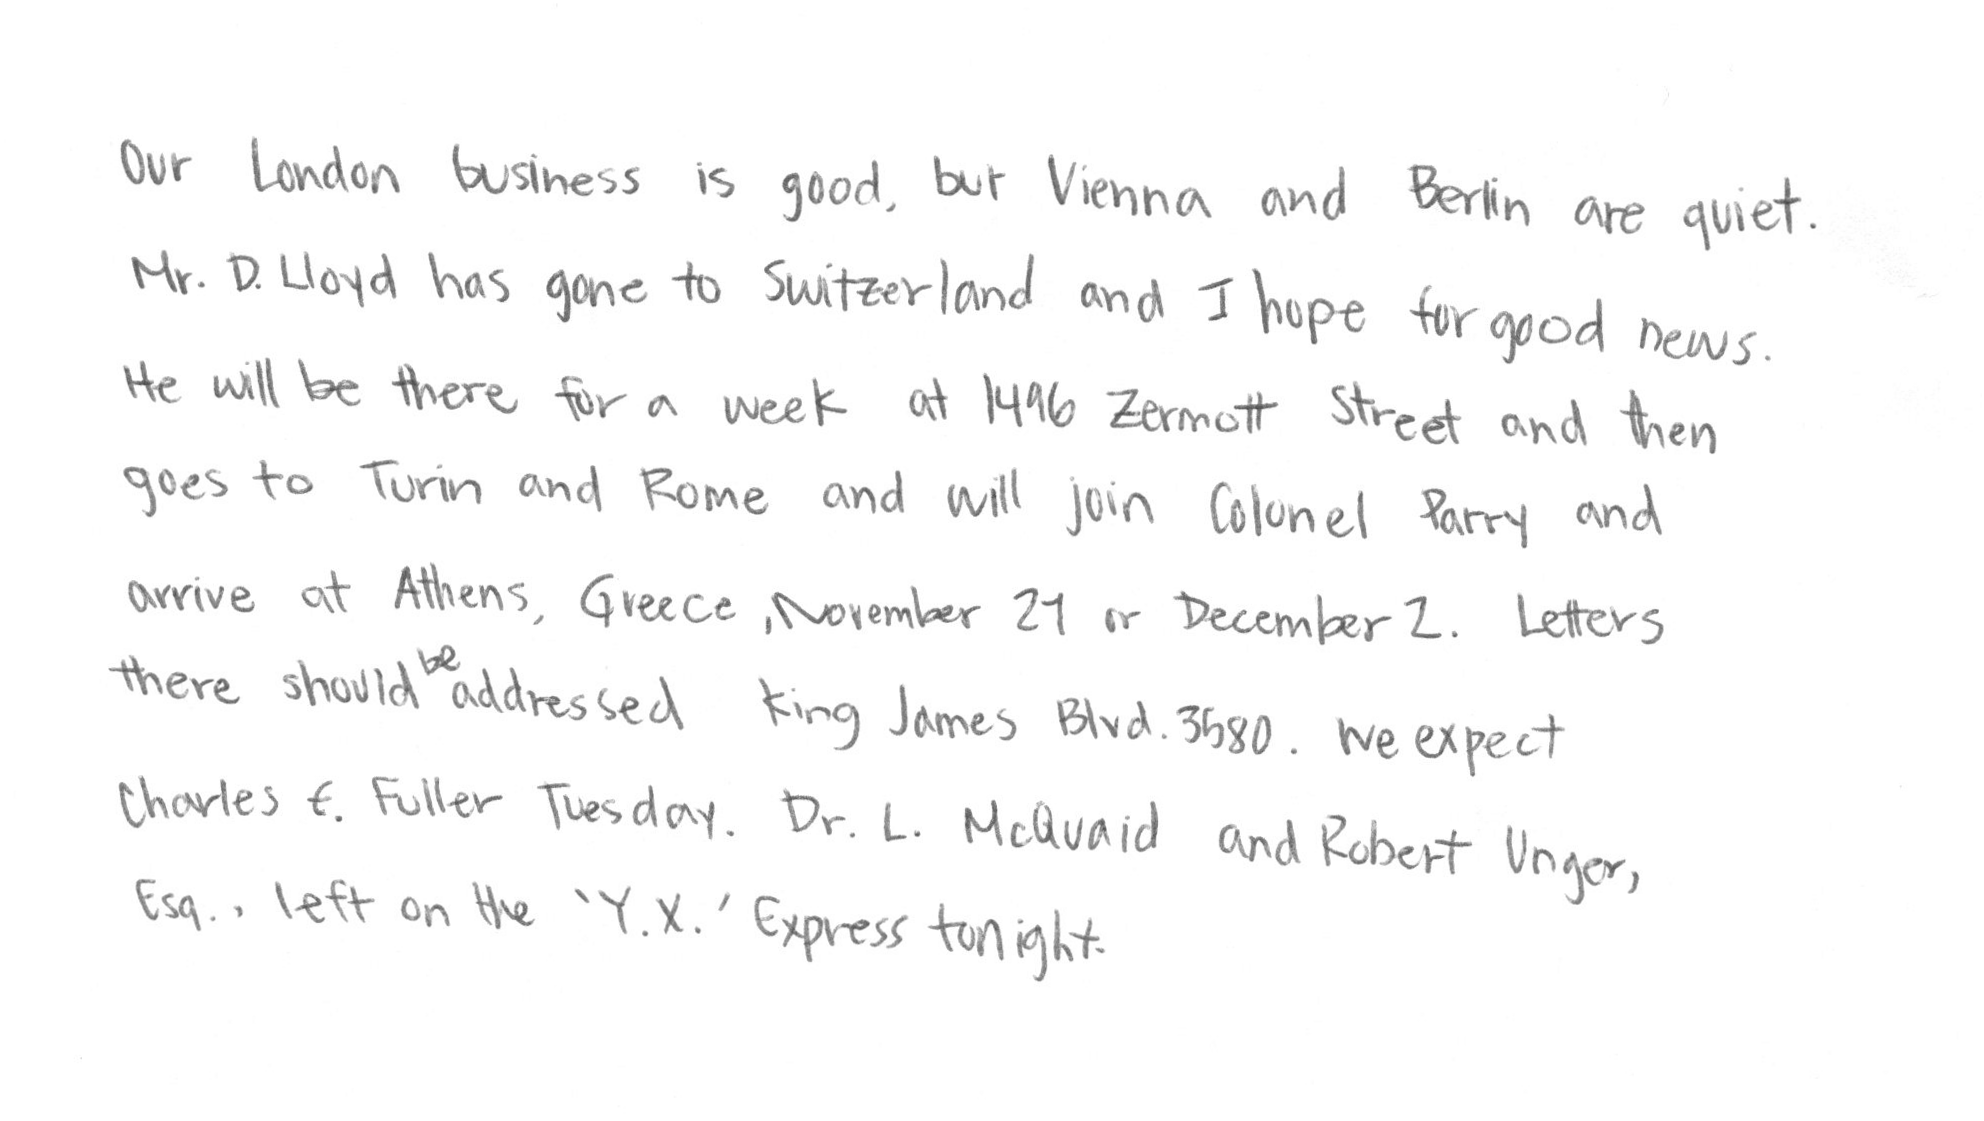 Our London business is good, but Vienna and Berlin are quiet.
Mr. D. Lloyd has gone to Switzerland and I hope for good news.
He will be there for a week at 1496 Zermott Street and then
goes to Turin and Rome and will join Colonel Parry and
arrive at Athens, Greece, November 27 or December 2. Letters
there should be addressed King James Blvd. 3580. We expect
Charles E. Fuller Tuesday. Dr. L. McQuaid and Robert Unger,
Esq., left on the 'Y.X.' Express tonight.